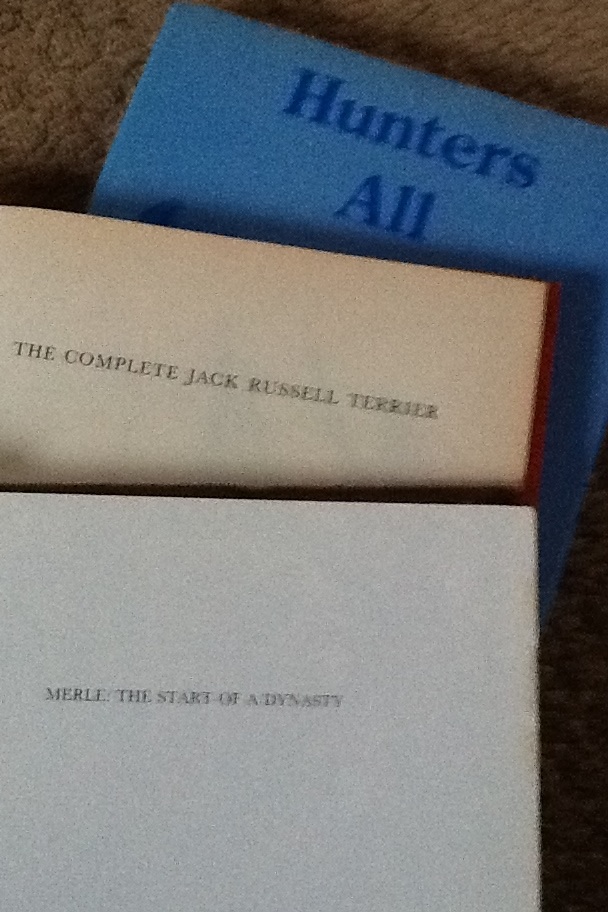 Hunters
All
THE COMPLETE JACK RUSSELL TERRIER
MERLE: THE START OF A DYNASTY